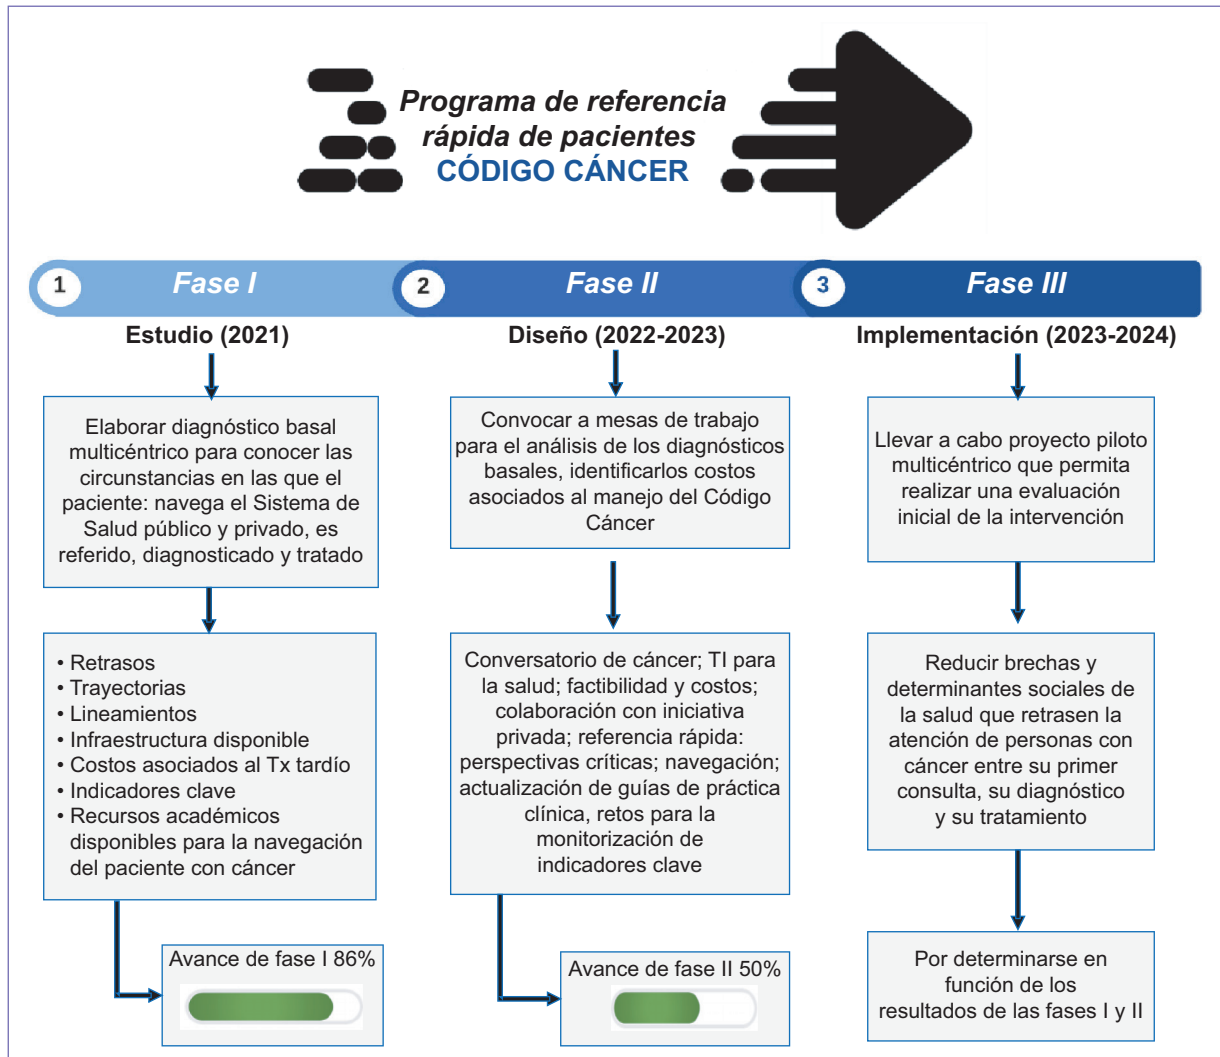 Programa de referencia
rápida de pacientes
CÓDIGO CÁNCER
1
Fase I
2
Fase II
3
Fase III
Estudio (2021)
Elaborar diagnóstico basal
multicéntrico para conocer las
circunstancias en las que el
paciente: navega el Sistema de
Salud público y privado, es
referido, diagnosticado y tratado
• Retrasos
• Trayectorias
• Lineamientos
• Infraestructura disponible
• Costos asociados al Tx tardío
• Indicadores clave
• Recursos académicos
disponibles para la navegación
del paciente con cáncer
Avance de fase I 86%
Diseño (2022-2023)
Convocar a mesas de trabajo
para el análisis de los diagnósticos
basales, identificarlos costos
asociados al manejo del Código
Cáncer
Conversatorio de cáncer; TI para
la salud; factibilidad y costos;
colaboración con iniciativa
privada; referencia rápida:
perspectivas críticas; navegación;
actualización de guías de práctica
clínica, retos para la
monitorización de
indicadores clave
Avance de fase II 50%
Implementación (2023-2024)
Llevar a cabo proyecto piloto
multicéntrico que permita
realizar una evaluación
inicial de la intervención
Reducir brechas y
determinantes sociales de
la salud que retrasen la
atención de personas con
cáncer entre su primer
consulta, su diagnóstico
y su tratamiento
Por determinarse en
función de los
resultados de las fases I y II